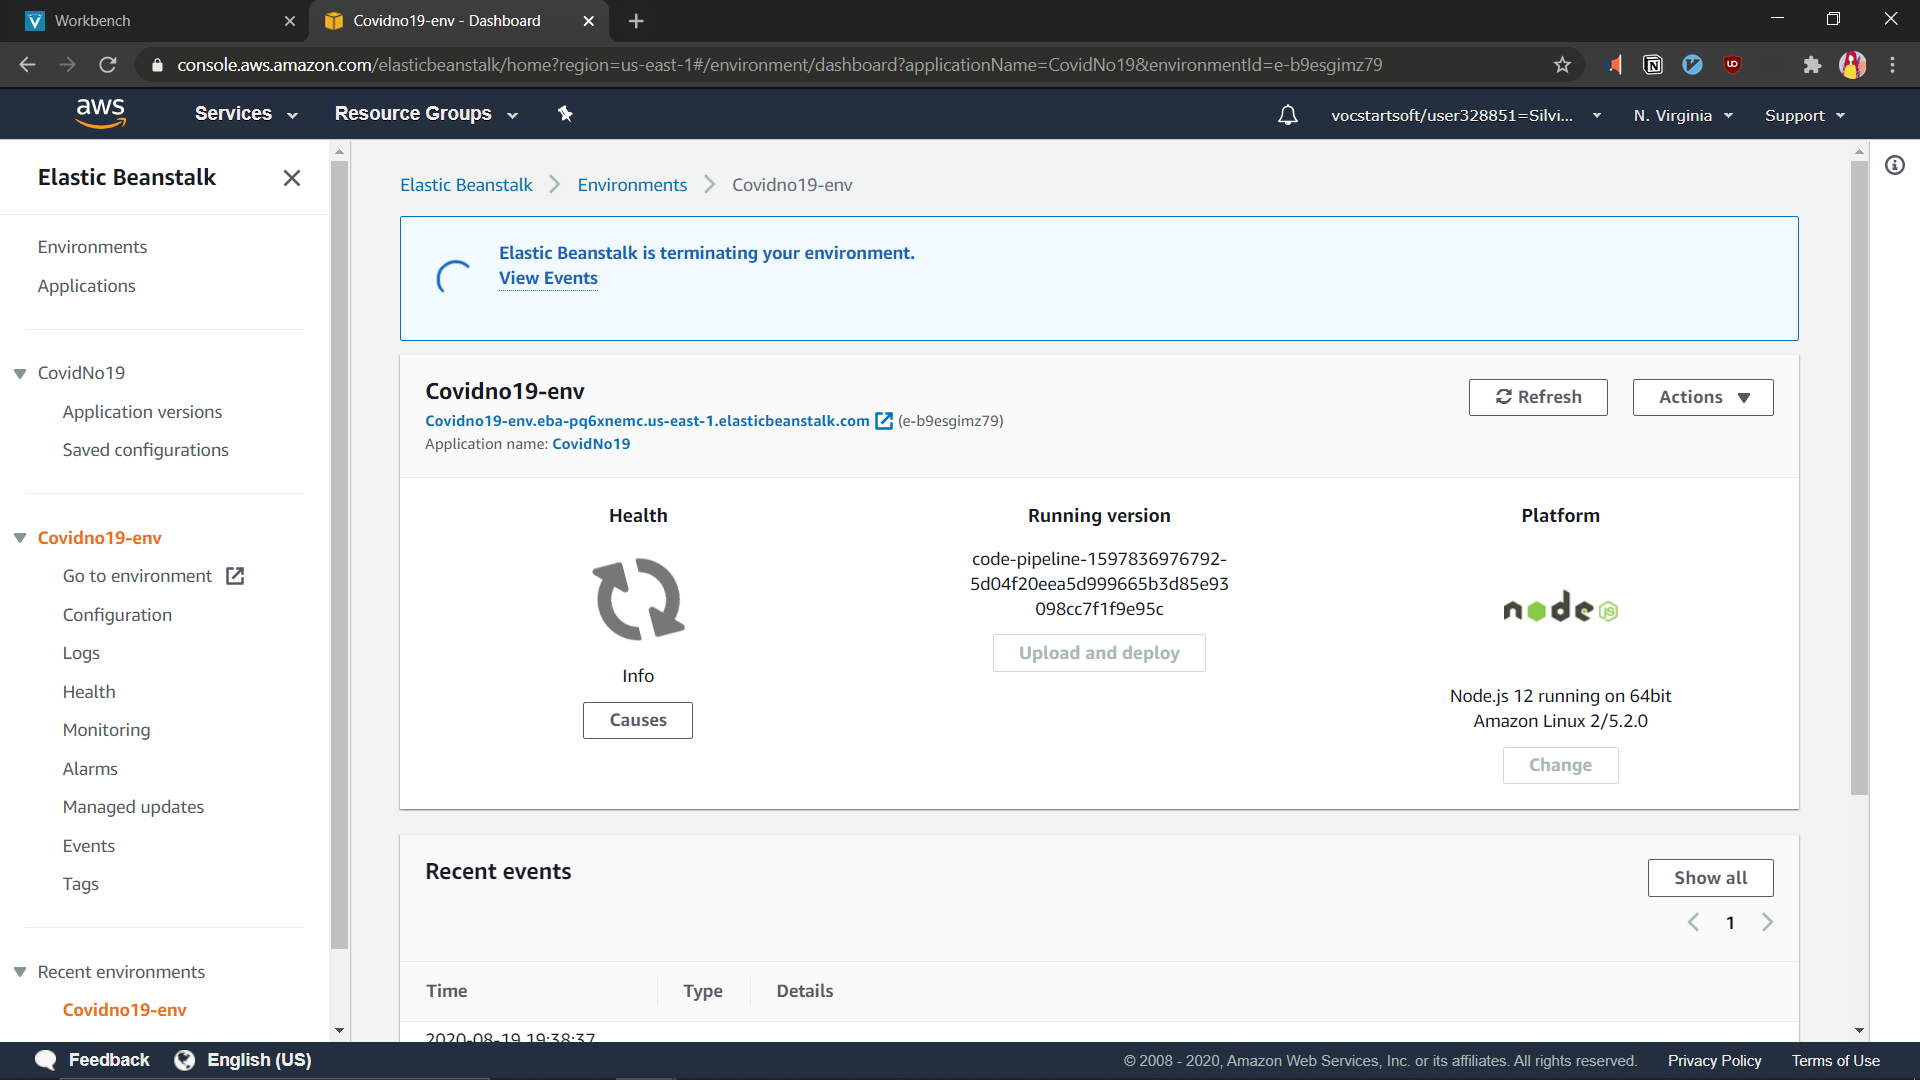 Workbench
Covidno19-env - Dashboard
console.aws.amazon.com/elasticbeanstalk/home?region=us-east-1#/environment/dashboard?applicationName=CovidNo19&environmentId=e-b9esgimz79
aws
Services
Resource Groups
vocstartsoft/user328851=Silvi...
N. Virginia
Support
Elastic Beanstalk
Environments
Applications
CovidNo19
Application versions
Saved configurations
Covidno19-env
Go to environment
Configuration
Logs
Health
Monitoring
Alarms
Managed updates
Events
Tags
Recent environments
Covidno19-env
Elastic Beanstalk
Environments
Covidno19-env
Elastic Beanstalk is terminating your environment.
View Events
Covidno19-env
Covidno19-env.eba-pq6xnemc.us-east-1.elasticbeanstalk.com (e-b9esgimz79)
Application name: CovidNo19
Refresh
Actions
Health
Info
Causes
Running version
code-pipeline-1597836976792-
5d04f20eea5d999665b3d85e93
098cc7f1f9e95c
Upload and deploy
Platform
node JS
Node.js 12 running on 64bit
Amazon Linux 2/5.2.0
Change
Recent events
Show all
1
Time
Type
Details
2020-08-19 19:38:37
Feedback
English (US)
© 2008 - 2020, Amazon Web Services, Inc. or its affiliates. All rights reserved.
Privacy Policy
Terms of Use